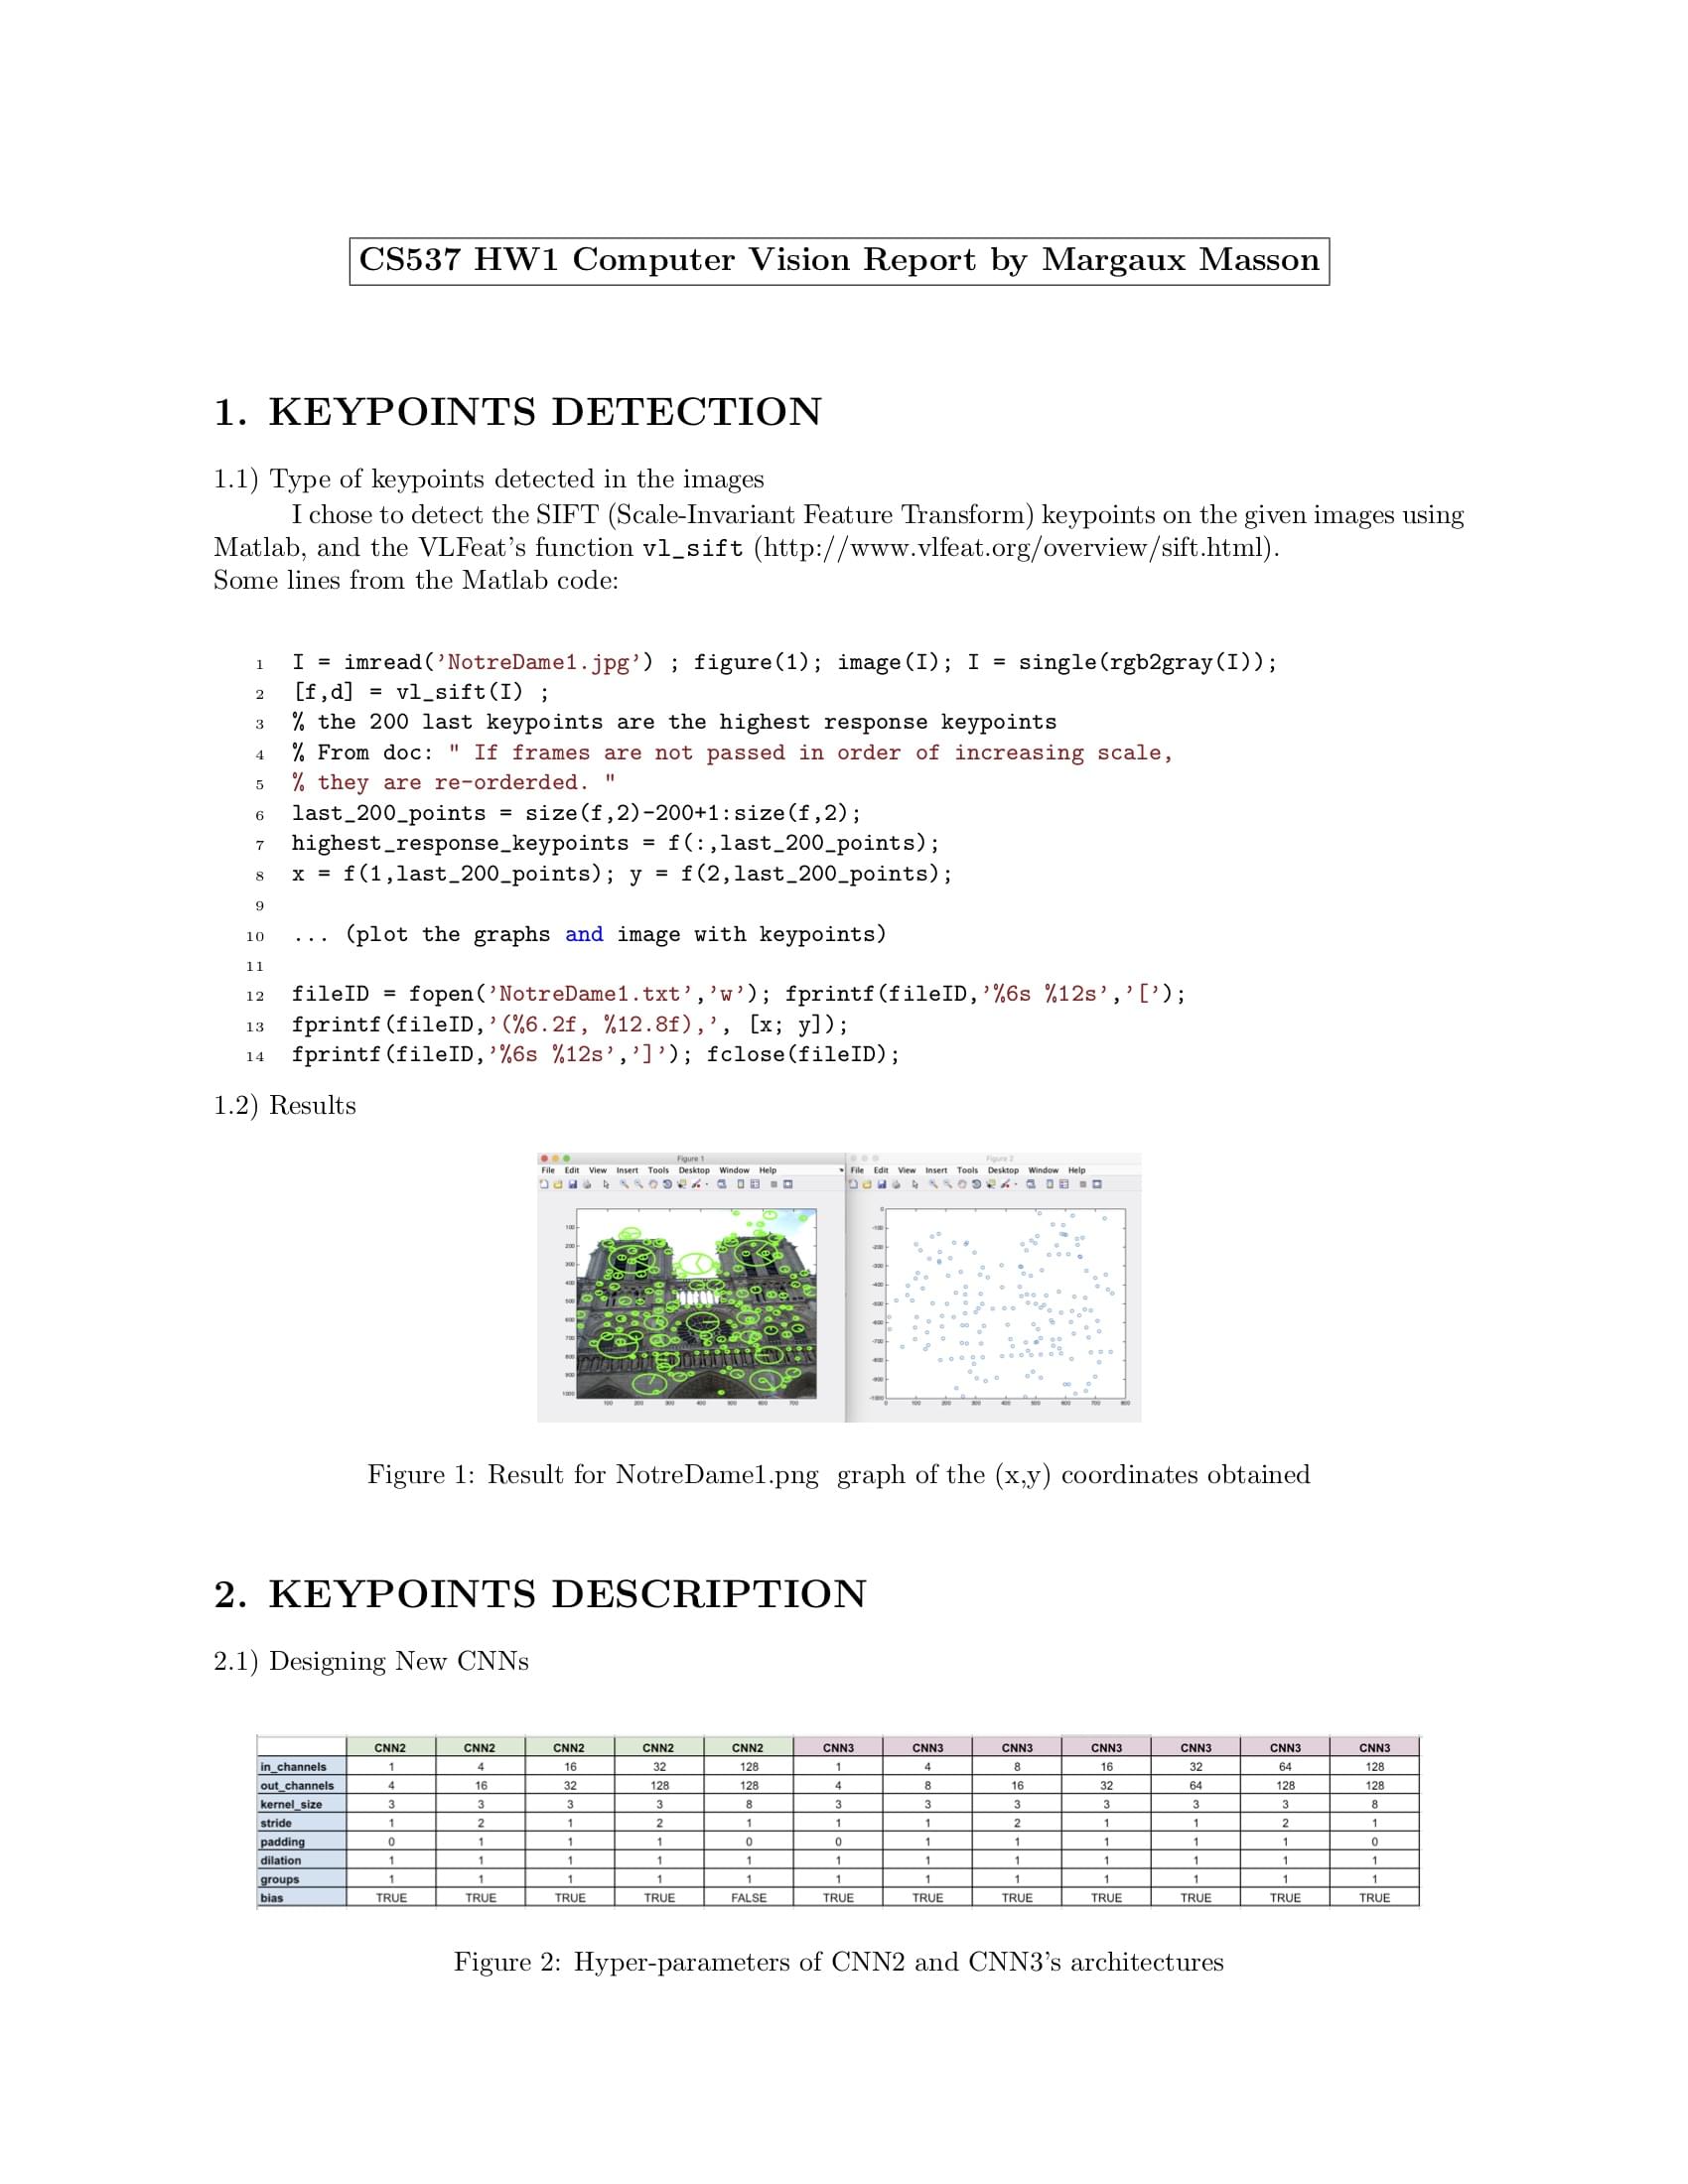 CS537 HW1 Computer Vision Report by Margaux Masson
1. KEYPOINTS DETECTION
1.1) Type of keypoints detected in the images
I chose to detect the SIFT (Scale-Invariant Feature Transform) keypoints on the given images using
Matlab, and the VLFeat's function vl_sift (http://www.vlfeat.org/overview/sift.html).
Some lines from the Matlab code:
1 I = imread('NotreDame1.jpg') ; figure(1); image(I); I = single(rgb2gray(I));
2 [f,d] = vl_sift(I) ;
3 % the 200 last keypoints are the highest response keypoints
4 % From doc: " If frames are not passed in order of increasing scale,
5 % they are re-orderded. "
6 last_200_points = size(f,2)-200+1:size(f,2);
7 highest_response_keypoints = f(:,last_200_points);
8 x = f(1,last_200_points); y = f(2,last_200_points);
9
10 ... (plot the graphs and image with keypoints)
11
12 fileID = fopen('NotreDame1.txt','w'); fprintf(fileID,'%6s %12s','[');
13 fprintf(fileID,'(%6.2f, %12.8f),', [x; y]);
14 fprintf(fileID,'%6s %12s',']'); fclose(fileID);
1.2) Results
Figure 1 Figure 2
File Edit View Insert Tools Desktop Window Help File Edit View Insert Tools Desktop Window Help
Figure 1: Result for NotreDame1.png graph of the (x,y) coordinates obtained
2. KEYPOINTS DESCRIPTION
2.1) Designing New CNNs
CNN2 CNN2 CNN2 CNN2 CNN2 CNN3 CNN3 CNN3 CNN3 CNN3 CNN3 CNN3
in_channels 1 4 16 32 128 1 4 8 16 32 64 128
out_channels 4 16 32 128 128 4 8 16 32 64 128 128
kernel_size 3 3 3 3 8 3 3 3 3 3 3 8
stride 1 2 1 2 1 1 1 2 1 1 2 1
padding 0 1 1 1 0 0 1 1 1 1 1 0
dilation 1 1 1 1 1 1 1 1 1 1 1 1
groups 1 1 1 1 1 1 1 1 1 1 1 1
bias TRUE TRUE TRUE TRUE FALSE TRUE TRUE TRUE TRUE TRUE TRUE TRUE
Figure 2: Hyper-parameters of CNN2 and CNN3's architectures